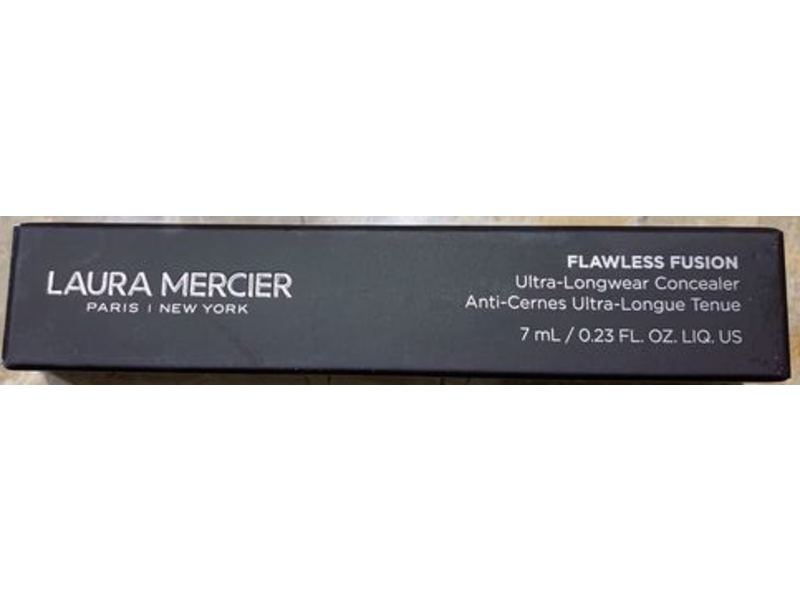 LAURA MERCIER
PARIS | NEW YORK
FLAWLESS FUSION
Ultra-Longwear Concealer
Anti-Cernes Ultra-Longue Tenue
7 mL / 0.23 FL. OZ. LIQ. US